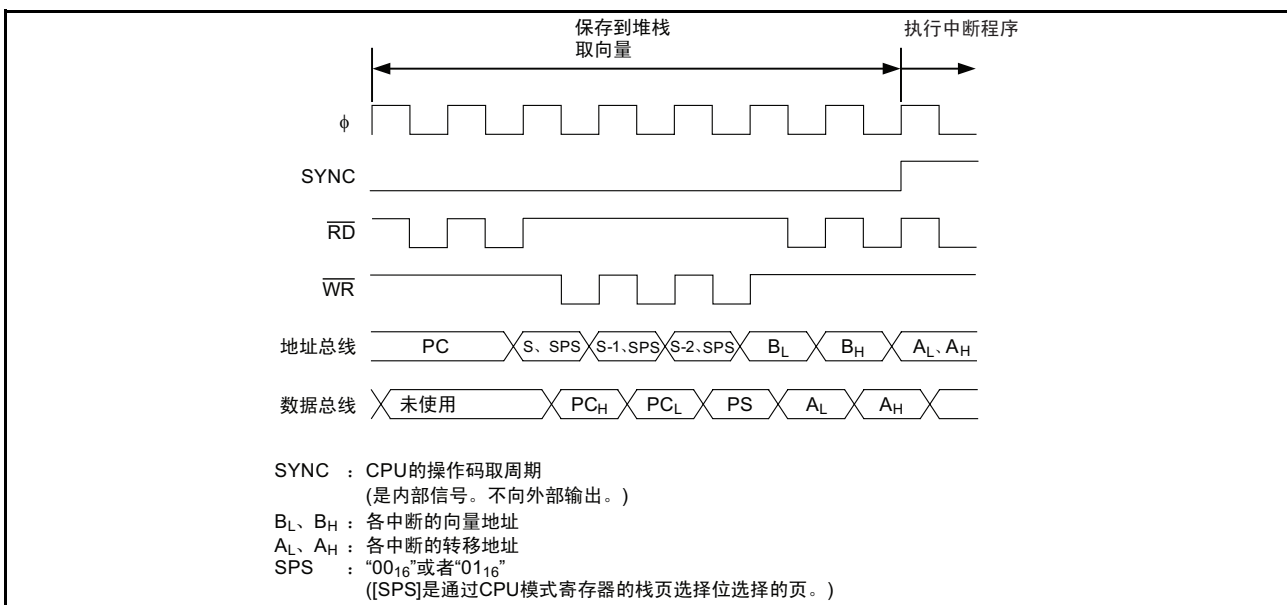 保存到堆栈 执行中断程序
取向量
ϕ
SYNC
RD
WR
地址总线 PC S、SPS S-1、SPS S-2、SPS BL BH AL、AH
数据总线 未使用 PCH PCL PS AL AH
SYNC ：CPU的操作码取周期
(是内部信号。不向外部输出。)
BL、BH ：各中断的向量地址
AL、AH ：各中断的转移地址
SPS ：“0016”或者“0116”
([SPS]是通过CPU模式寄存器的栈页选择位选择的页。)